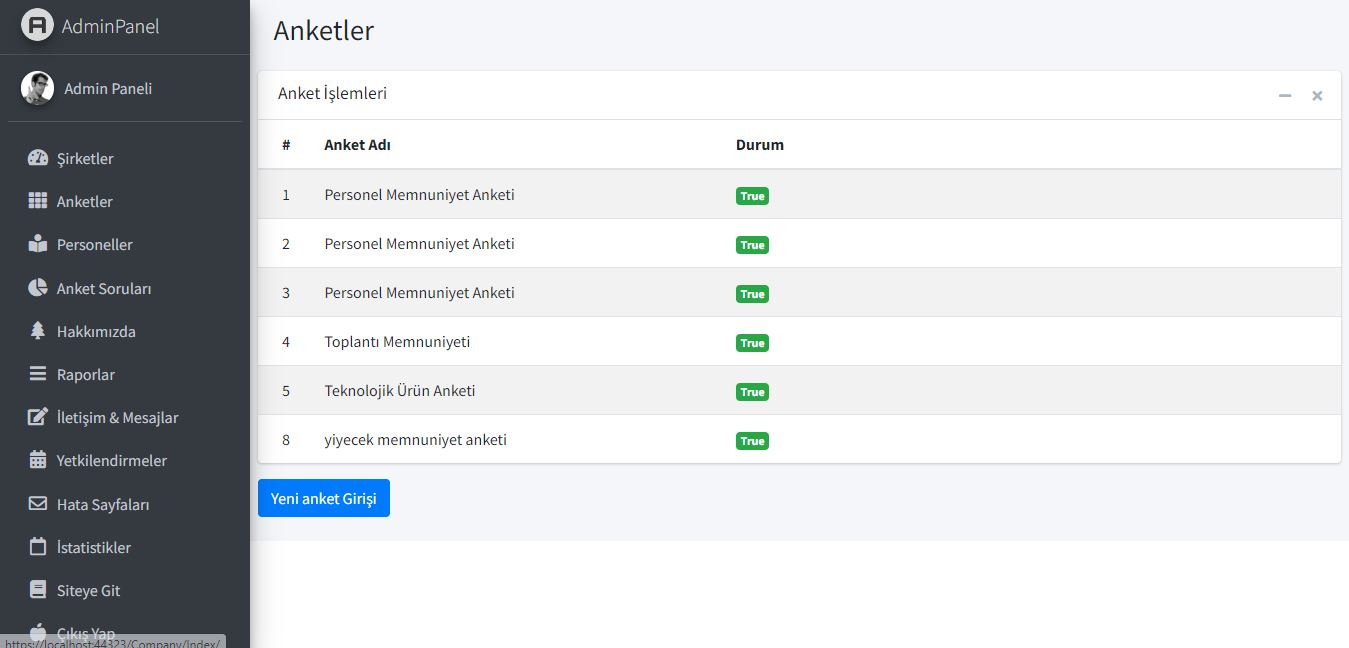 AdminPanel
Admin Paneli
Şirketler
Anketler
Personeller
Anket Soruları
Hakkımızda
Raporlar
İletişim & Mesajlar
Yetkilendirmeler
Hata Sayfaları
İstatistikler
Siteye Git
Çıkış Yap
https://localhost:44323/Company/Index/
Anketler
Anket İşlemleri
# Anket Adı Durum
1 Personel Memnuniyet Anketi True
2 Personel Memnuniyet Anketi True
3 Personel Memnuniyet Anketi True
4 Toplantı Memnuniyeti True
5 Teknolojik Ürün Anketi True
8 yiyecek memnuniyet anketi True
Yeni anket Girişi